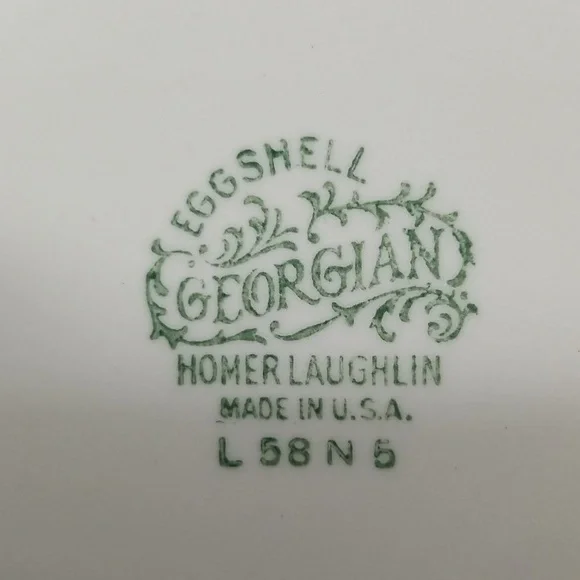 EGGSHELL
GEORGIAN
HOMER LAUGHLIN
MADE IN U.S.A.
L 58 N 5